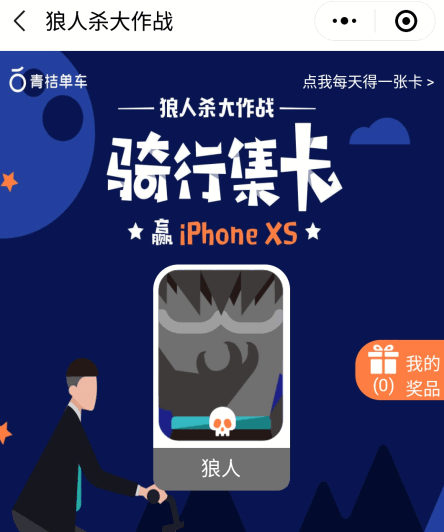 狼人杀大作战
青桔单车
点我每天得一张卡 >
狼人杀大作战
骑行集卡
赢 iPhone XS
我的
(0) 奖品
狼人